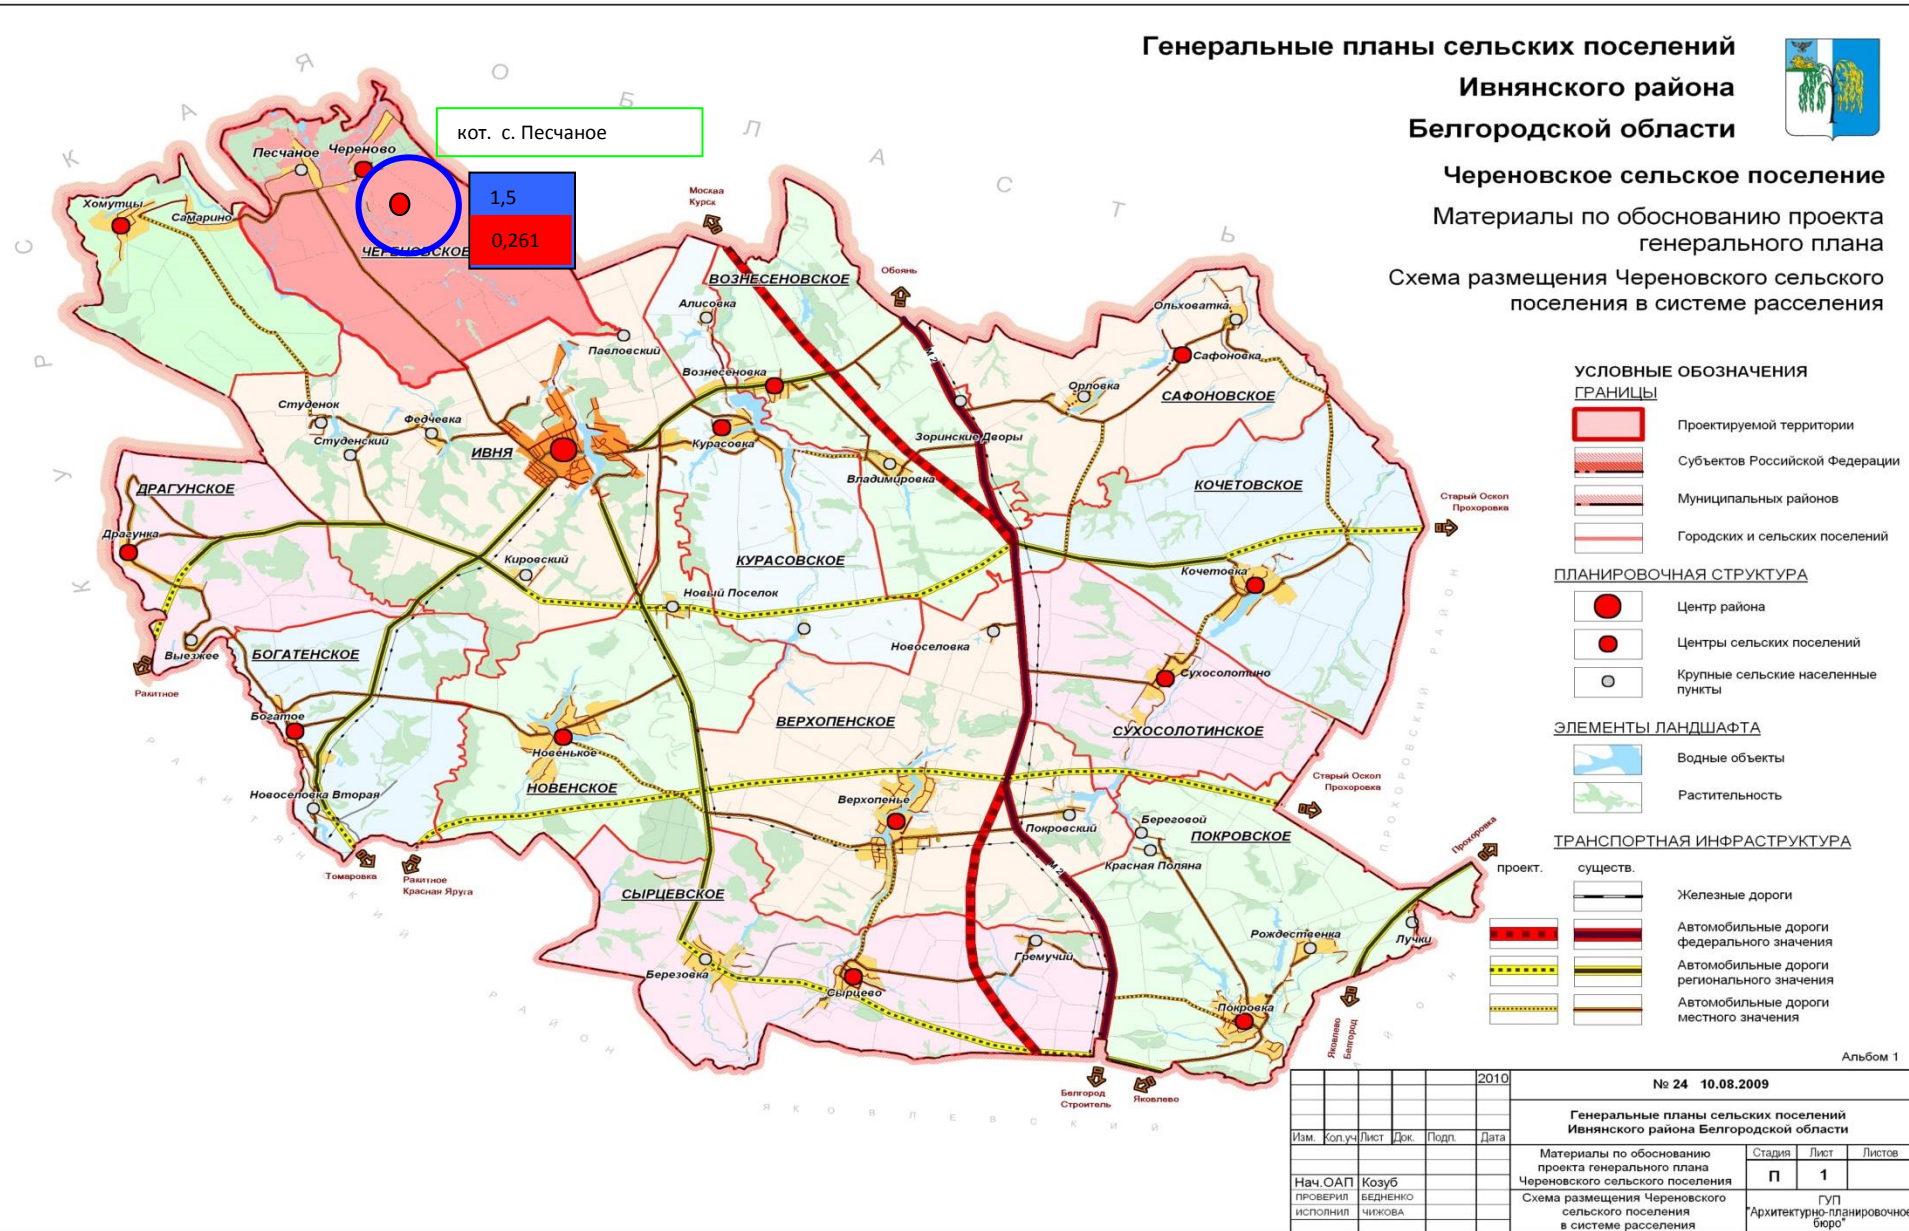 Генеральные планы сельских поселений
Ивнянского района
Белгородской области
Череновское сельское поселение
Материалы по обоснованию проекта
генерального плана
Схема размещения Череновского сельского
поселения в системе расселения
К У Р С К А Я О Б Л А С Т Ь
кот. с. Песчаное
1,5
0,261
Песчаное
Череново
Хомутцы
Самарино
ЧЕРЕНОВСКОЕ
Москва
Курск
ВОЗНЕСЕНОВСКОЕ
Обоянь
Алисовка
Павловский
Ольховатка
Сафоновка
М 2
Вознесеновка
Орловка
САФОНОВСКОЕ
Студенок
Федчевка
Студенский
ИВНЯ
Курасовка
Зоринские Дворы
Владимировка
ДРАГУНСКОЕ
КОЧЕТОВСКОЕ
Старый Оскол
Прохоровка
Драгунка
Кировский
КУРАСОВСКОЕ
Кочетовка
Новый Поселок
Выезжее
БОГАТЕНСКОЕ
Новоселовка
Сухосолотино
Ракитное
Богатое
ВЕРХОПЕНСКОЕ
СУХОСОЛОТИНСКОЕ
Новенькое
НОВЕНСКОЕ
Новоселовка Вторая
Верхопенье
Старый Оскол
Прохоровка
Покровский
Береговой
ПОКРОВСКОЕ
Красная Поляна
Прохоровка
Томаровка
Ракитное
Красная Яруга
М 2
СЫРЦЕВСКОЕ
Березовка
Сырцево
Гремучий
Рождественка
Лучки
Покровка
Яковлево
Белгород
Белгород
Строитель
Яковлево
Р А К И Т Я Н С К И Й Р А Й О Н
Я К О В Л Е В С К И Й Р А Й О Н
П Р О Х О Р О В С К И Й Р А Й О Н
УСЛОВНЫЕ ОБОЗНАЧЕНИЯ
ГРАНИЦЫ
Проектируемой территории
Субъектов Российской Федерации
Муниципальных районов
Городских и сельских поселений
ПЛАНИРОВОЧНАЯ СТРУКТУРА
Центр района
Центры сельских поселений
Крупные сельские населенные
пункты
ЭЛЕМЕНТЫ ЛАНДШАФТА
Водные объекты
Растительность
ТРАНСПОРТНАЯ ИНФРАСТРУКТУРА
проект. существ.
Железные дороги
Автомобильные дороги
федерального значения
Автомобильные дороги
регионального значения
Автомобильные дороги
местного значения
Альбом 1
2010
№ 24 10.08.2009
Генеральные планы сельских поселений
Ивнянского района Белгородской области
Изм. Кол.уч Лист Док. Подп. Дата
Материалы по обоснованию
проекта генерального плана
Череновского сельского поселения
Стадия Лист Листов
П 1
Нач.ОАП Козуб
ПРОВЕРИЛ БЕДНЕНКО
ИСПОЛНИЛ ЧИЖОВА
Схема размещения Череновского
сельского поселения
в системе расселения
ГУП
"Архитектурно-планировочное
бюро"